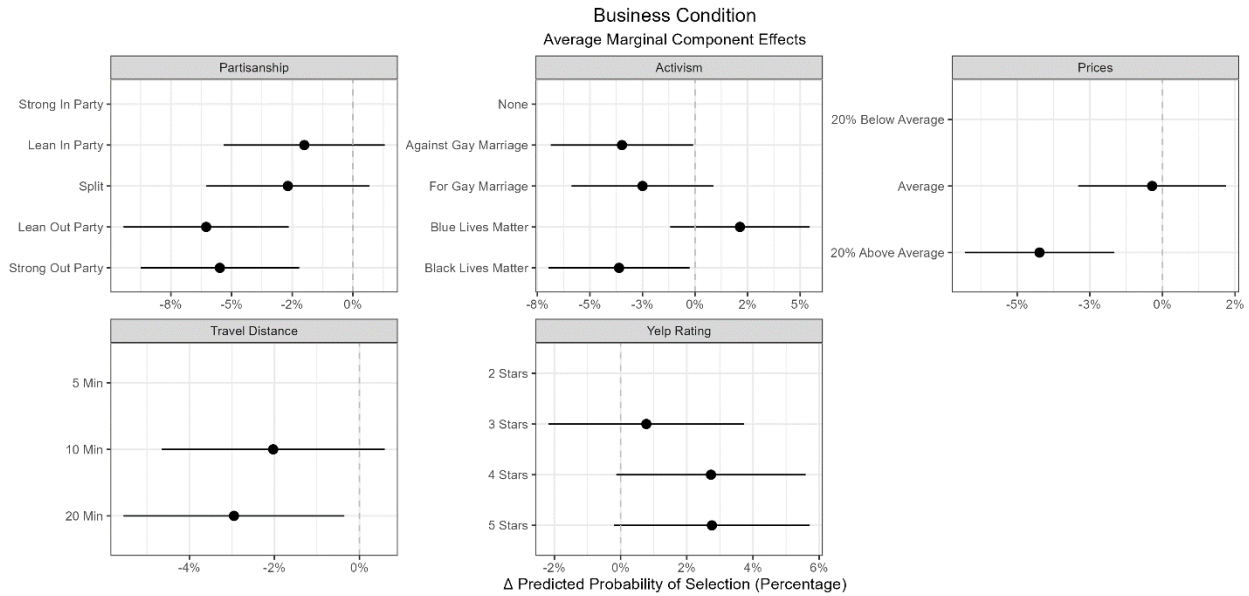 Business Condition
Average Marginal Component Effects
Partisanship
Strong In Party
Lean In Party
Split
Lean Out Party
Strong Out Party
-8% -5% -2% 0%
Activism
None
Against Gay Marriage
For Gay Marriage
Blue Lives Matter
Black Lives Matter
-8% -5% -3% 0% 2% 5%
Prices
20% Below Average
Average
20% Above Average
-5% -3% 0% 2%
Travel Distance
5 Min
10 Min
20 Min
-4% -2% 0%
Yelp Rating
2 Stars
3 Stars
4 Stars
5 Stars
-2% 0% 2% 4% 6%
Δ Predicted Probability of Selection (Percentage)